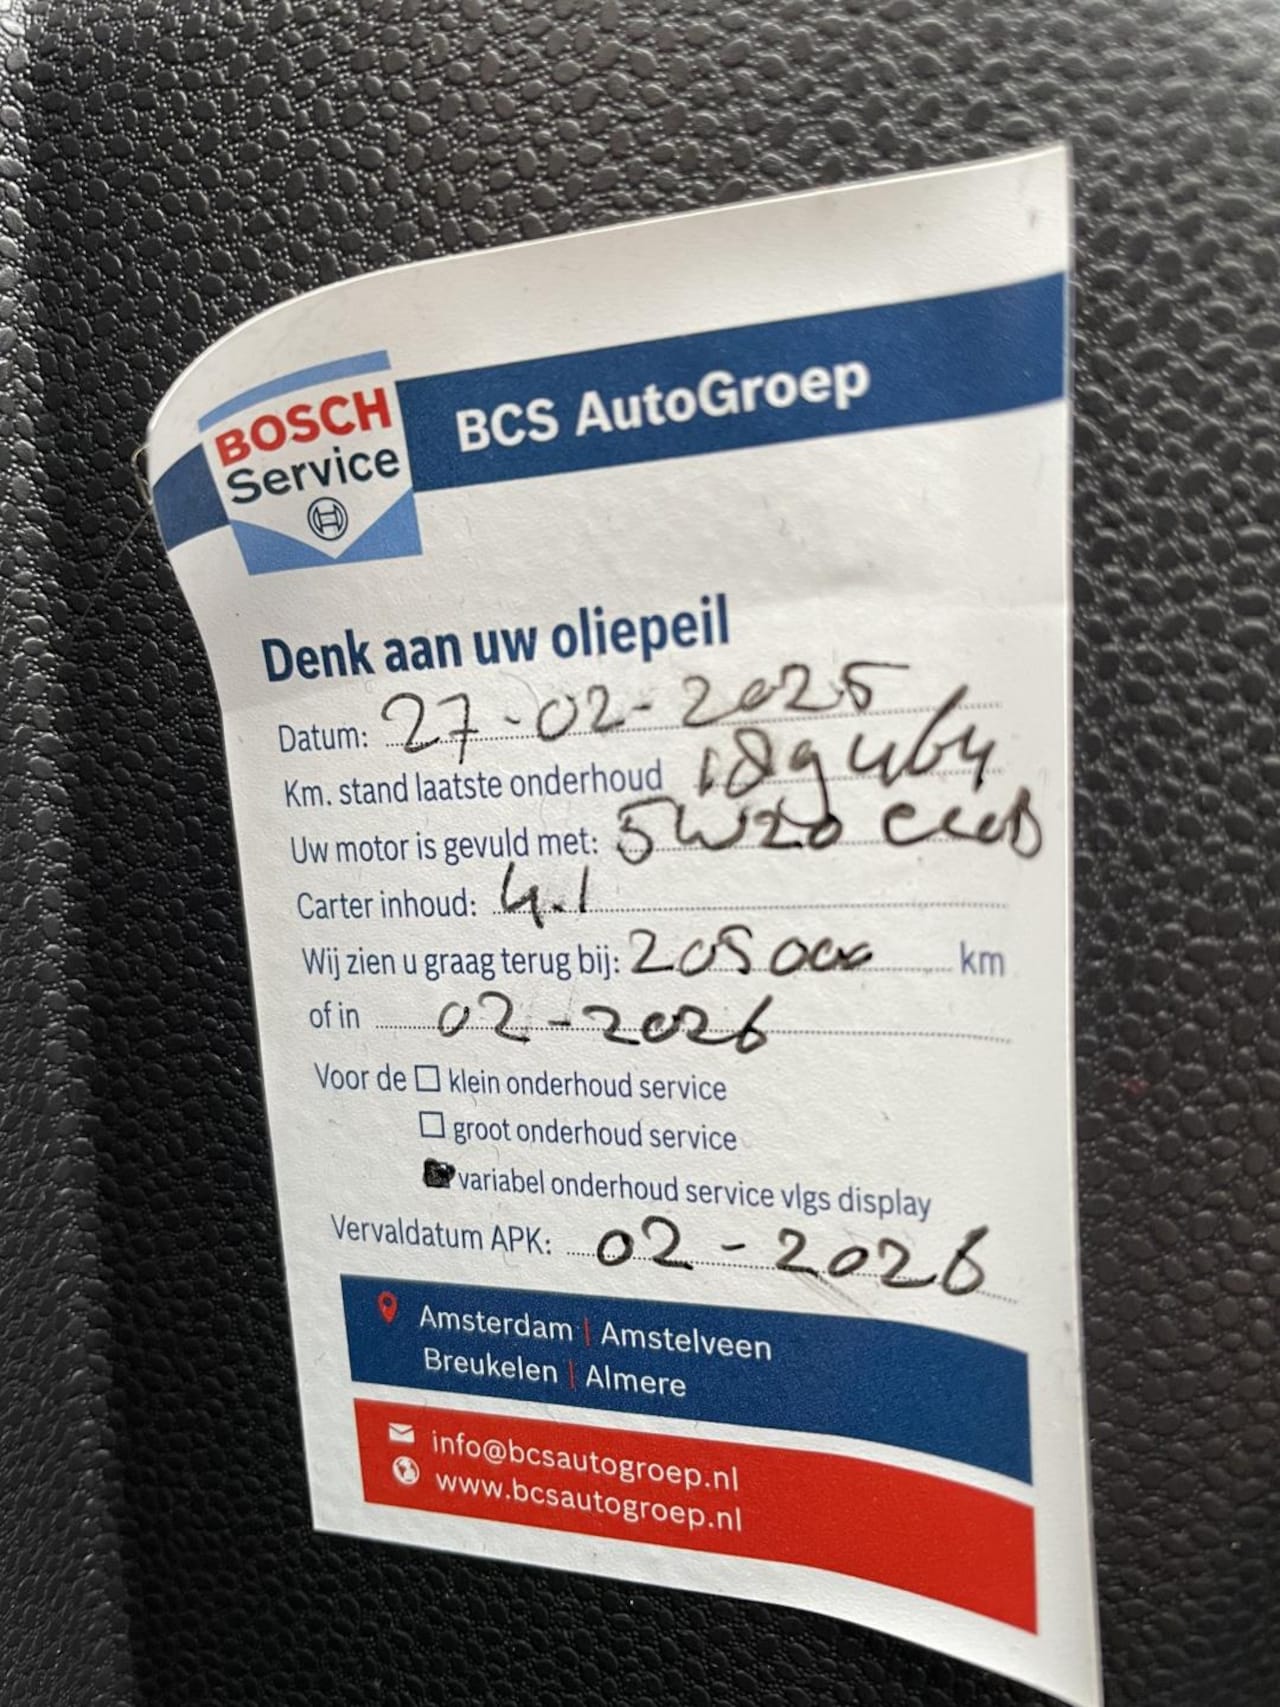 BOSCH
Service
BCS AutoGroep
Denk aan uw oliepeil
Datum: 27-02-2025
Km. stand laatste onderhoud 189464
Uw motor is gevuld met: 5W20
Carter inhoud: 4.1
Wij zien u graag terug bij: 205000 km
of in 02-2026
Voor de ☐ klein onderhoud service
☐ groot onderhoud service
variabel onderhoud service vlgs display
Vervaldatum APK: 02-2026
Amsterdam | Amstelveen
Breukelen | Almere
info@bcsautogroep.nl
www.bcsautogroep.nl